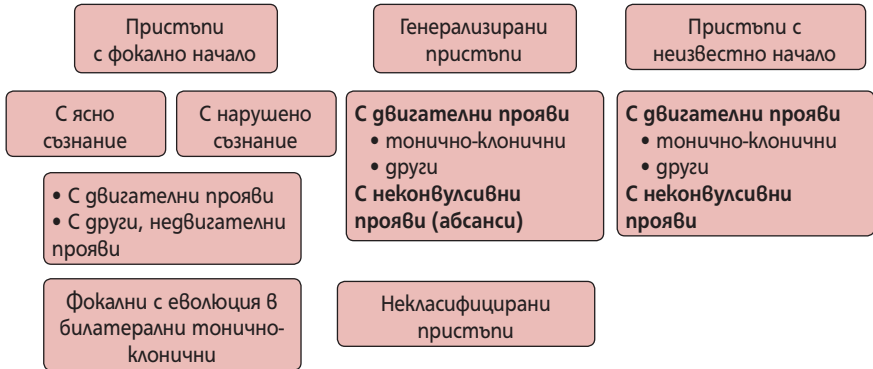 Пристъпи
с фокално начало
Генерализирани
пристъпи
Пристъпи с
неизвестно начало
С ясно
съзнание
С нарушено
съзнание
• С двигателни прояви
• С други, недвигателни
прояви
Фокални с еволюция в
билатерални тонично-
клонични
С двигателни прояви
• тонично-клонични
• други
С неконвулсивни
прояви (абсанси)
Некласифицирани
пристъпи
С двигателни прояви
• тонично-клонични
• други
С неконвулсивни
прояви